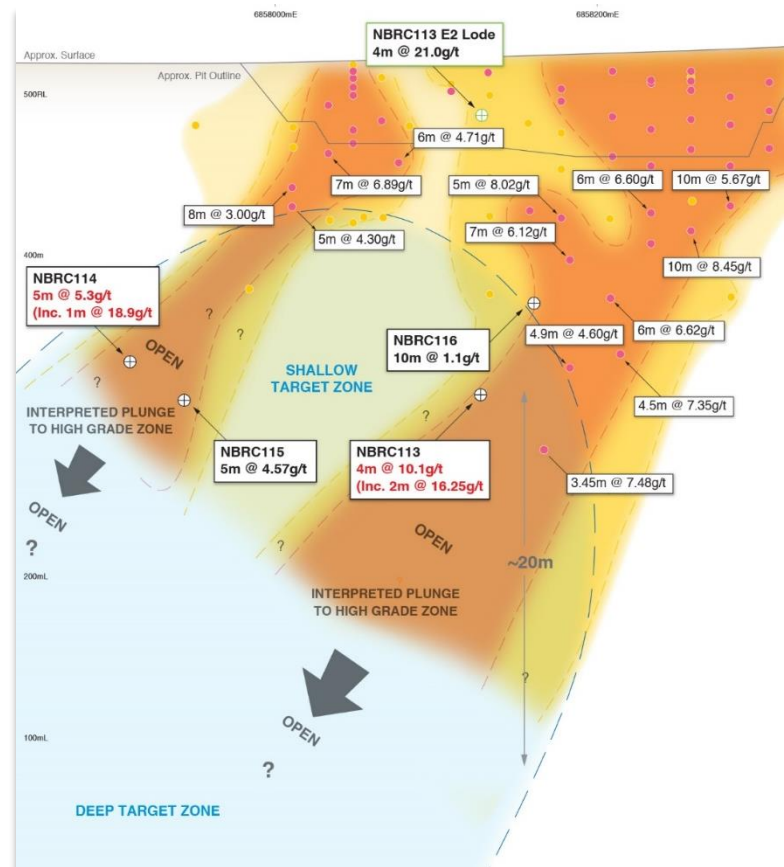 6858000mE
6858200mE
NBRC113 E2 Lode
4m @ 21.0g/t
Approx. Surface
Approx. Pit Outline
500RL
6m @ 4.71g/t
7m @ 6.89g/t
5m @ 8.02g/t
6m @ 6.60g/t
10m @ 5.67g/t
8m @ 3.00g/t
7m @ 6.12g/t
5m @ 4.30g/t
400m
10m @ 8.45g/t
NBRC114
5m @ 5.3g/t
(Inc. 1m @ 18.9g/t
?
?
OPEN
NBRC116
10m @ 1.1g/t
4.9m @ 4.60g/t
6m @ 6.62g/t
SHALLOW
TARGET ZONE
?
4.5m @ 7.35g/t
INTERPRETED PLUNGE
TO HIGH GRADE ZONE
?
NBRC115
5m @ 4.57g/t
NBRC113
4m @ 10.1g/t
(Inc. 2m @ 16.25g/t
3.45m @ 7.48g/t
OPEN
?
?
OPEN
~20m
200mL
INTERPRETED PLUNGE
TO HIGH GRADE ZONE
?
OPEN
100mL
?
DEEP TARGET ZONE